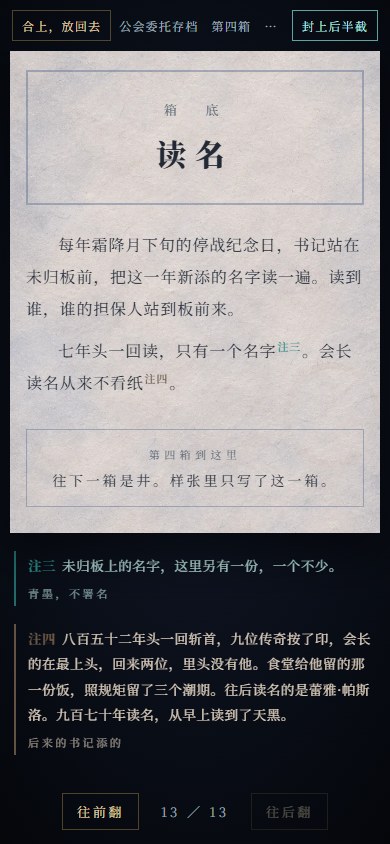 合上，放回去
公会委托存档 第四箱 …
封上后半截
箱 底
读名
每年霜降月下旬的停战纪念日，书记站在
未归板前，把这一年新添的名字读一遍。读到
谁，谁的担保人站到板前来。
七年头一回读，只有一个名字注三。会长
读名从来不看纸注四。
第四箱到这里
往下一箱是井。样张里只写了这一箱。
注三 未归板上的名字，这里另有一份，一个不少。
青墨，不署名
注四 八百五十二年头一回斩首，九位传奇按了印，会长
的在最上头，回来两位，里头没有他。食堂给他留的那
一份饭，照规矩留了三个潮期。往后读名的是蕾雅·帕斯
洛。九百七十年读名，从早上读到了天黑。
后来的书记添的
往前翻
13 ／ 13
往后翻